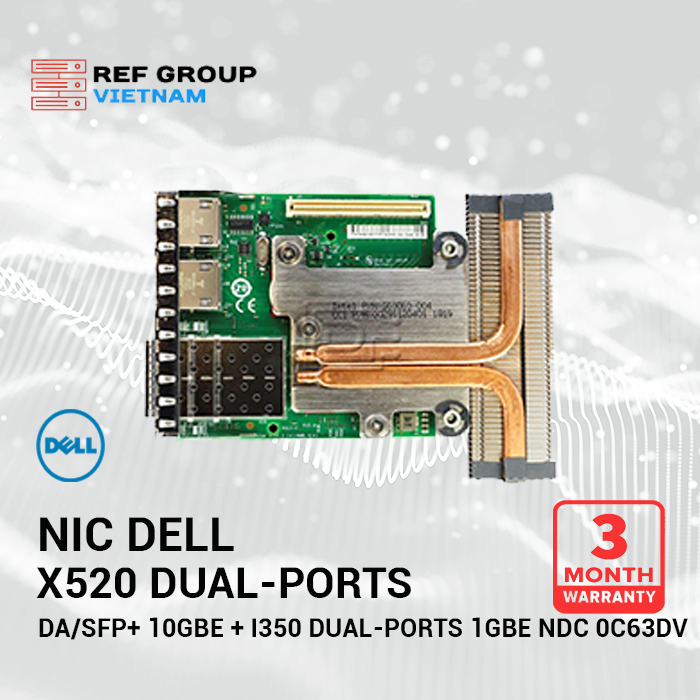 REF GROUP
VIETNAM
DELL
NIC DELL
X520 DUAL-PORTS
DA/SFP+ 10GBE + I350 DUAL-PORTS 1GBE NDC 0C63DV
3
MONTH
WARRANTY